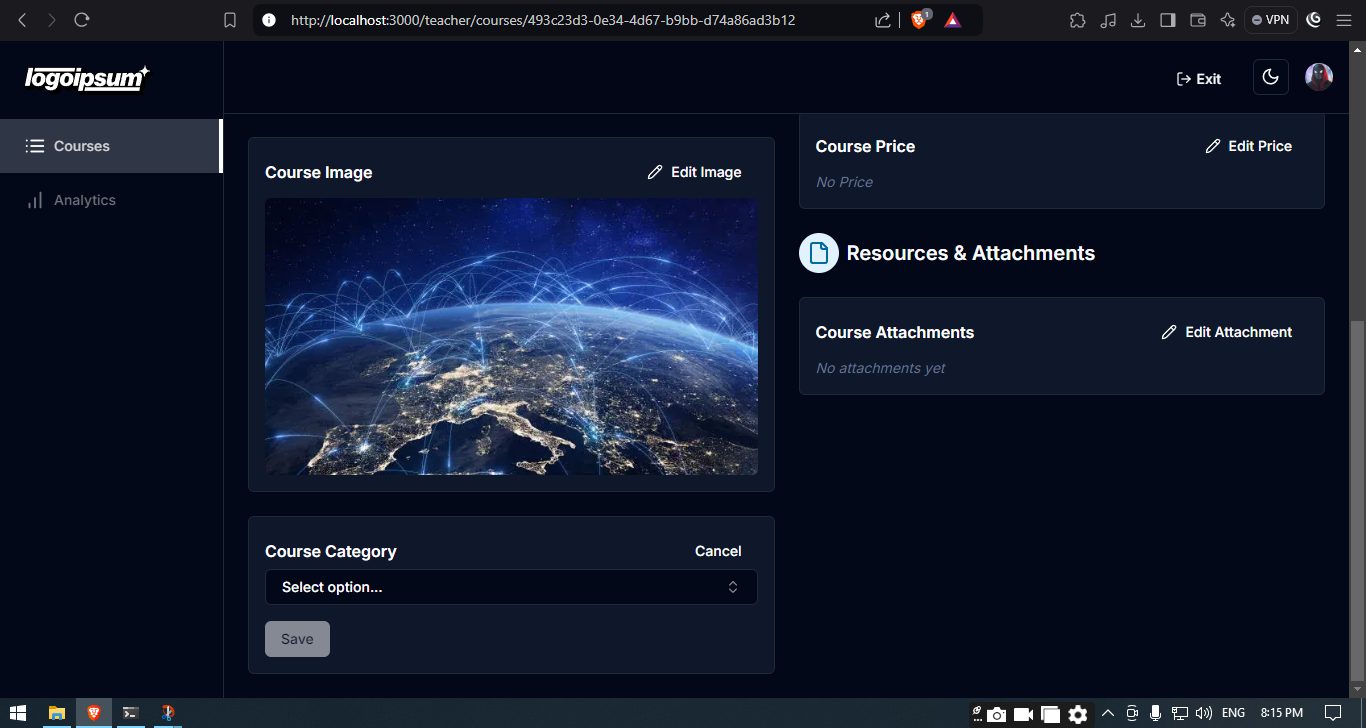 http://localhost:3000/teacher/courses/493c23d3-0e34-4d67-b9bb-d74a86ad3b12
1
VPN
logoipsum
Exit
Courses
Analytics
Course Image
Edit Image
Course Category
Cancel
Select option...
Save
Course Price
Edit Price
No Price
Resources & Attachments
Course Attachments
Edit Attachment
No attachments yet
ENG
8:15 PM